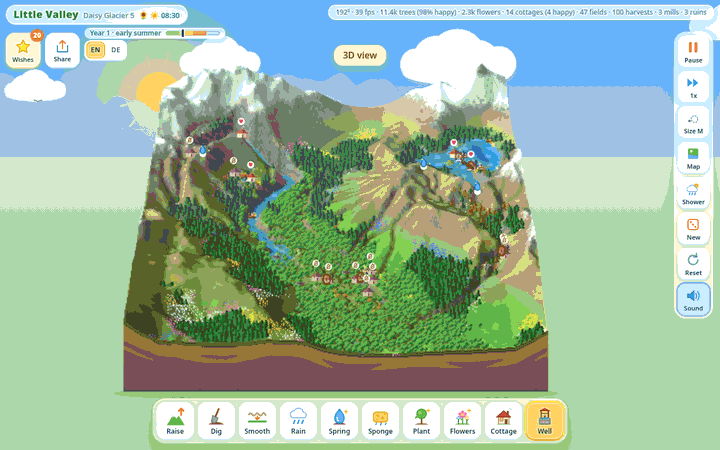 Little Valley Daisy Glacier 5 08:30
192² · 39 fps · 11.4k trees (98% happy) · 2.3k flowers · 14 cottages (4 happy) · 47 fields · 100 harvests · 3 mills · 3 ruins
Year 1 · early summer
20
Wishes
Share
EN
DE
3D view
Pause
1x
Size M
Map
Shower
New
Reset
Sound
Raise
Dig
Smooth
Rain
Spring
Sponge
Plant
Flowers
Cottage
Well